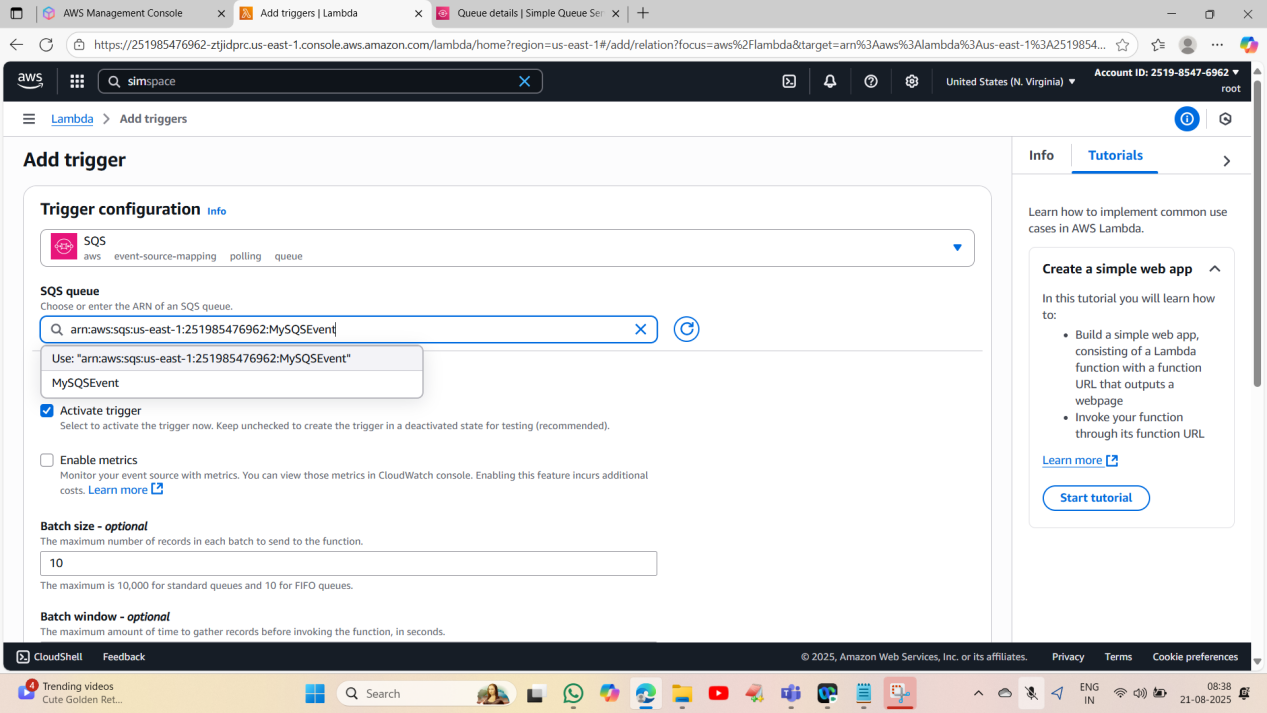 AWS Management Console
Add triggers | Lambda
Queue details | Simple Queue Ser
https://251985476962-ztjidprc.us-east-1.console.aws.amazon.com/lambda/home?region=us-east-1#/add/relation?focus=aws%2Flambda&target=arn%3Aaws%3Alambda%3Aus-east-1%3A2519854...
aws
simspace
United States (N. Virginia)
Account ID: 2519-8547-6962
root
Lambda > Add triggers
Add trigger
Trigger configuration Info
SQS
aws event-source-mapping polling queue
SQS queue
Choose or enter the ARN of an SQS queue.
arn:aws:sqs:us-east-1:251985476962:MySQSEvent
Use: "arn:aws:sqs:us-east-1:251985476962:MySQSEvent"
MySQSEvent
Activate trigger
Select to activate the trigger now. Keep unchecked to create the trigger in a deactivated state for testing (recommended).
Enable metrics
Monitor your event source with metrics. You can view those metrics in CloudWatch console. Enabling this feature incurs additional
costs. Learn more
Batch size - optional
The maximum number of records in each batch to send to the function.
10
The maximum is 10,000 for standard queues and 10 for FIFO queues.
Batch window - optional
The maximum amount of time to gather records before invoking the function, in seconds.
Info
Tutorials
Learn how to implement common use
cases in AWS Lambda.
Create a simple web app
In this tutorial you will learn how
to:
• Build a simple web app,
consisting of a Lambda
function with a function
URL that outputs a
webpage
• Invoke your function
through its function URL
Learn more
Start tutorial
CloudShell
Feedback
© 2025, Amazon Web Services, Inc. or its affiliates.
Privacy
Terms
Cookie preferences
4
Trending videos
Cute Golden Ret...
Search
ENG
IN
08:38
21-08-2025